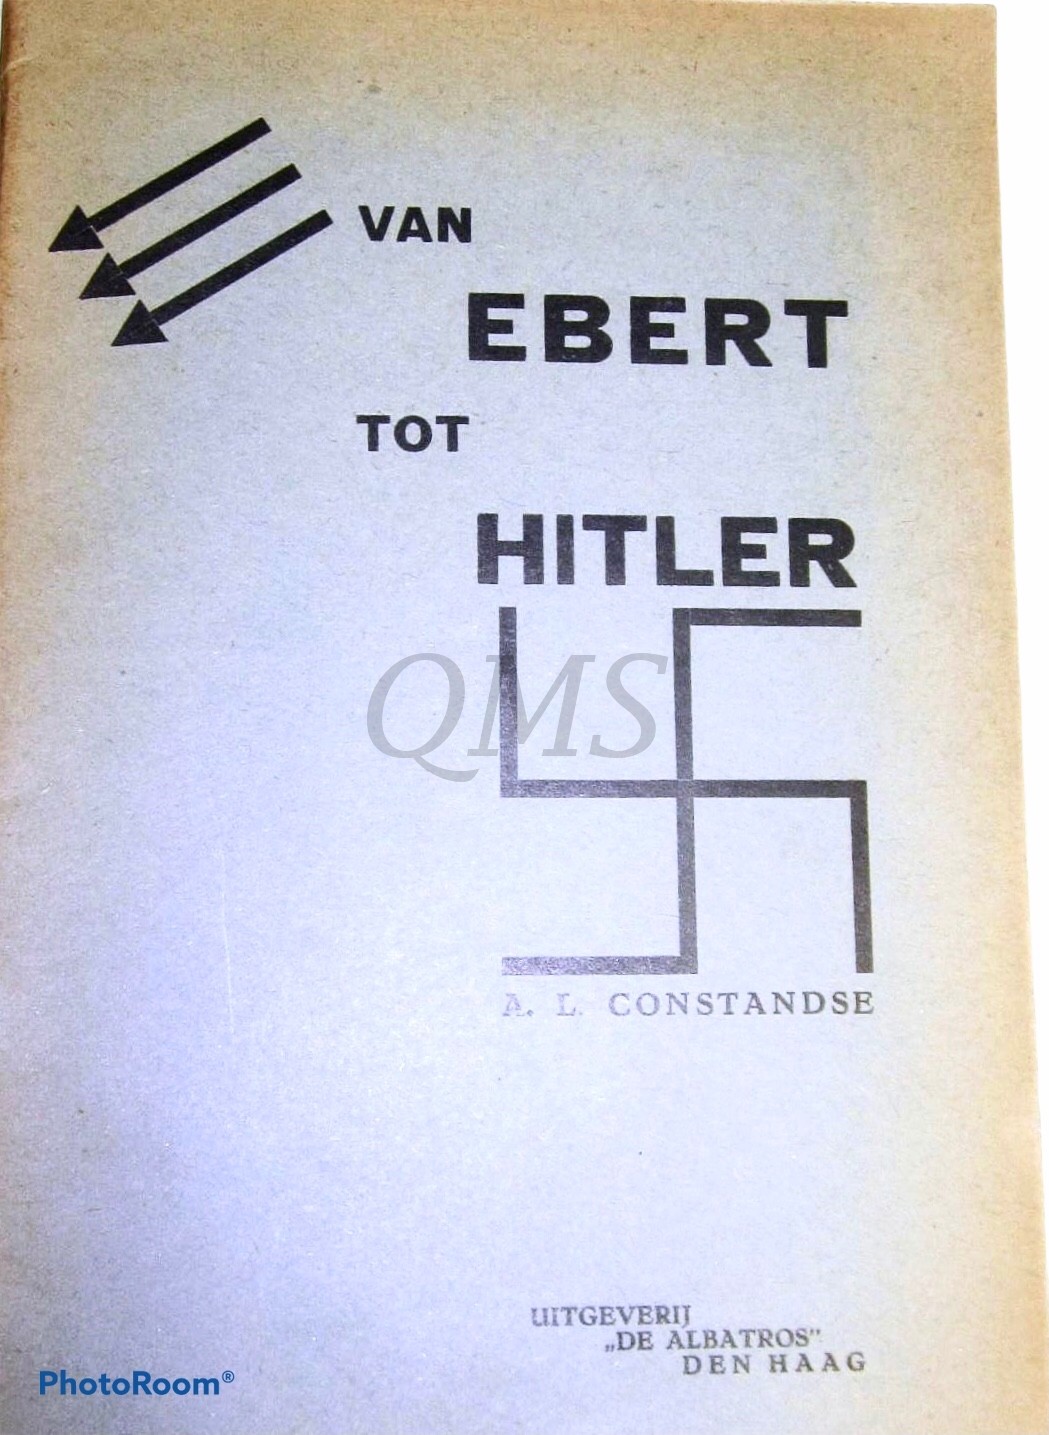 VAN
EBERT
TOT
HITLER
QMS
A. L. CONSTANDSE
UITGEVERIJ
„DE ALBATROS"
DEN HAAG
PhotoRoom®